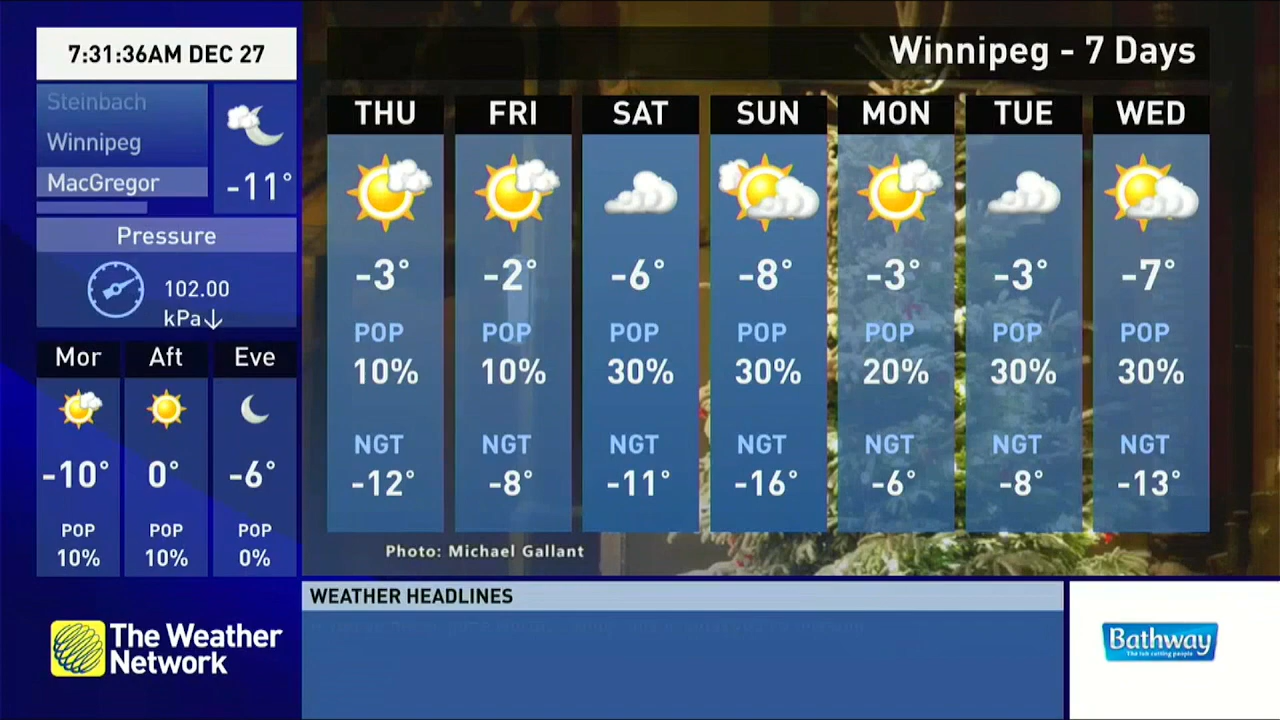 7:31:36AM DEC 27
Steinbach
Winnipeg
MacGregor
-11°
Pressure
102.00
kPa↓
Mor Aft Eve
-10° 0° -6°
POP POP POP
10% 10% 0%
The Weather
Network
Winnipeg - 7 Days
THU FRI SAT SUN MON TUE WED
-3° -2° -6° -8° -3° -3° -7°
POP POP POP POP POP POP POP
10% 10% 30% 30% 20% 30% 30%
NGT NGT NGT NGT NGT NGT NGT
-12° -8° -11° -16° -6° -8° -13°
Photo: Michael Gallant
WEATHER HEADLINES
Bathway
The tub cutting people